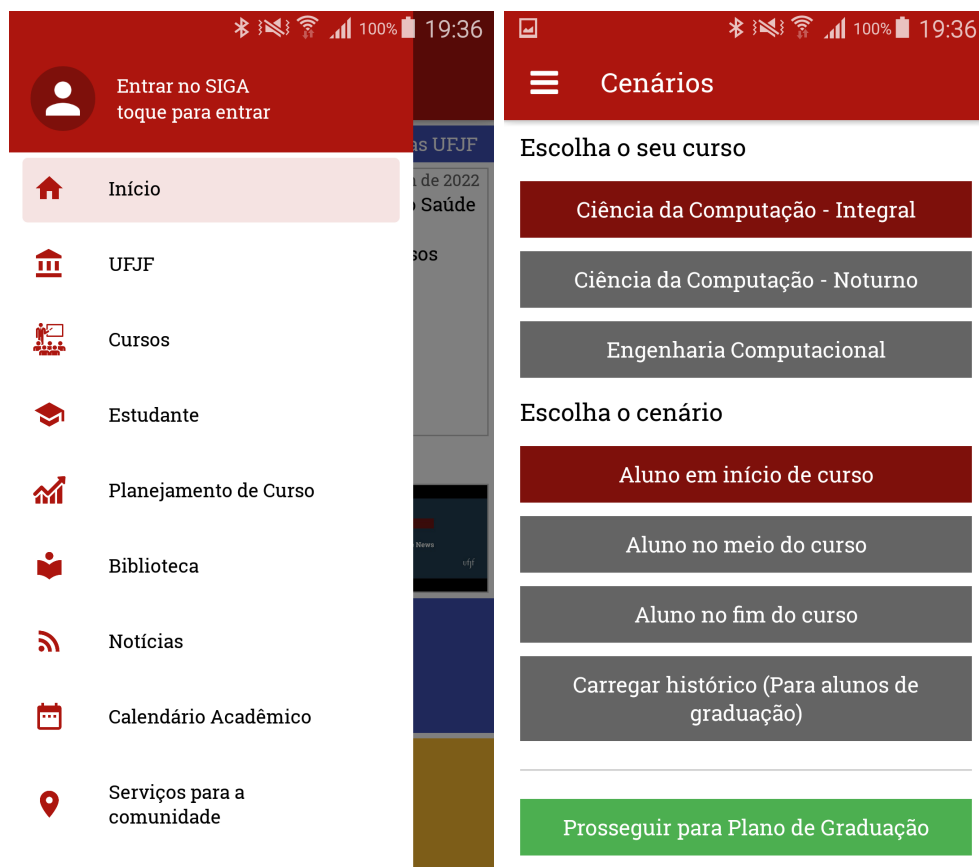 100% 19:36
Entrar no SIGA
toque para entrar
as UFJF
de 2022
Saúde
Início
UFJF
Cursos
Estudante
Planejamento de Curso
News
ufjf
Biblioteca
Notícias
Calendário Acadêmico
Serviços para a
comunidade
100% 19:36
Cenários
Escolha o seu curso
Ciência da Computação - Integral
Ciência da Computação - Noturno
Engenharia Computacional
Escolha o cenário
Aluno em início de curso
Aluno no meio do curso
Aluno no fim do curso
Carregar histórico (Para alunos de
graduação)
Prosseguir para Plano de Graduação